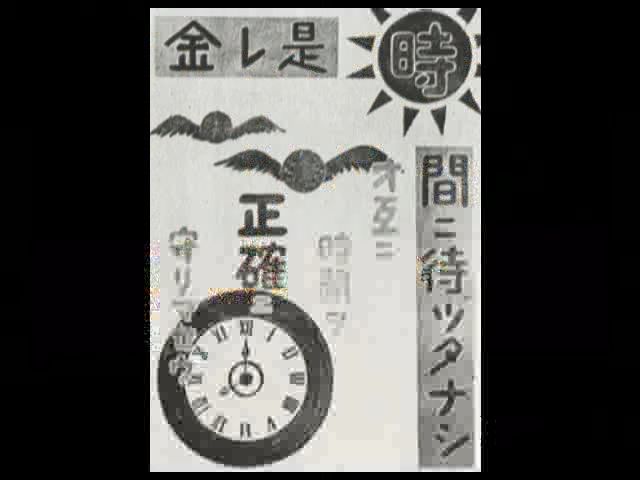 時
是レ金
間ニ待ツタナシ
オ互ニ
時間ヲ
正確ニ
守リマセウ